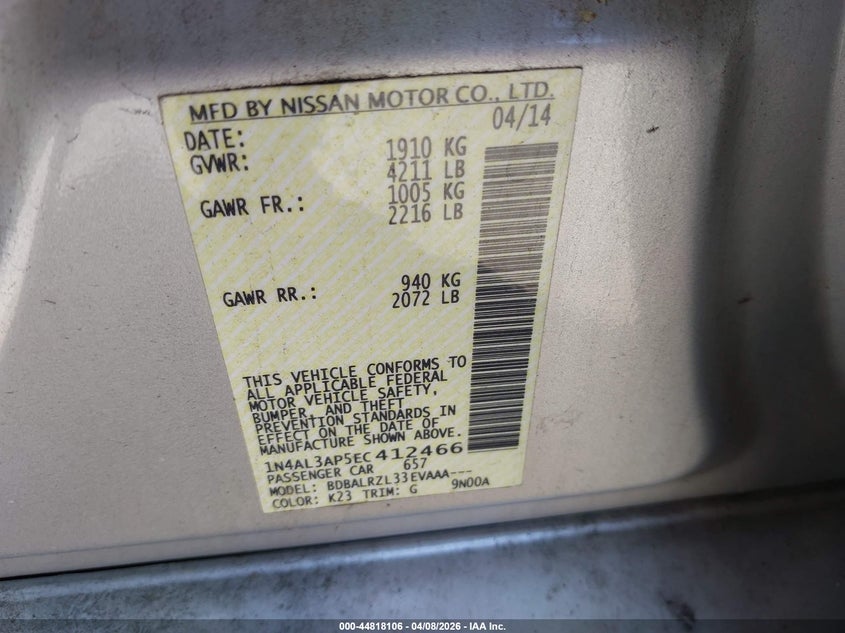 MFD BY NISSAN MOTOR CO., LTD.
DATE: 04/14
GVWR: 1910 KG
4211 LB
GAWR FR.: 1005 KG
2216 LB
GAWR RR.: 940 KG
2072 LB
THIS VEHICLE CONFORMS TO
ALL APPLICABLE FEDERAL
MOTOR VEHICLE SAFETY,
BUMPER, AND THEFT
PREVENTION STANDARDS IN
EFFECT ON THE DATE OF
MANUFACTURE SHOWN ABOVE.
1N4AL3AP5EC412466
PASSENGER CAR 657
MODEL: BDBALRZL33EVAAA---
COLOR: K23 TRIM: G 9N00A
000-44818106 - 04/08/2026 - IAA Inc.